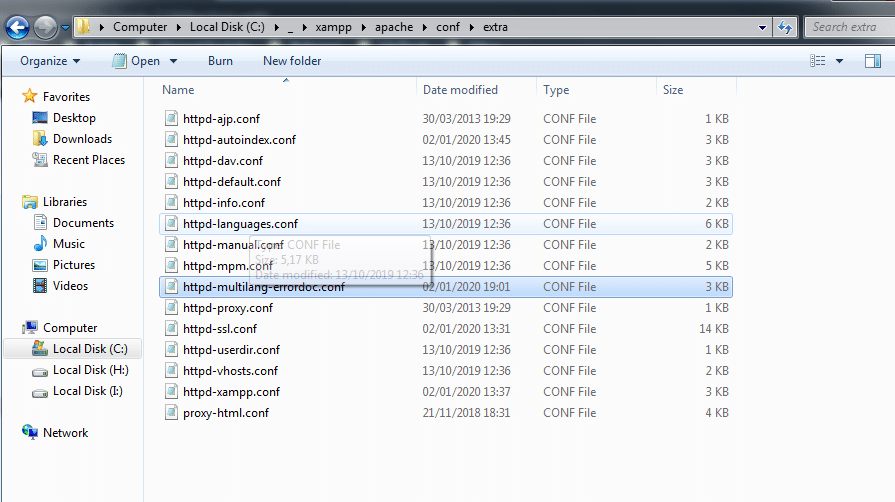 Computer Local Disk (C:) _ xampp apache conf extra Search extra
Organize Open Burn New folder
Name Date modified Type Size
Favorites
Desktop
Downloads
Recent Places
Libraries
Documents
Music
Pictures
Videos
Computer
Local Disk (C:)
Local Disk (H:)
Local Disk (I:)
Network
httpd-ajp.conf 30/03/2013 19:29 CONF File 1 KB
httpd-autoindex.conf 02/01/2020 13:45 CONF File 3 KB
httpd-dav.conf 13/10/2019 12:36 CONF File 3 KB
httpd-default.conf 13/10/2019 12:36 CONF File 3 KB
httpd-info.conf 13/10/2019 12:36 CONF File 2 KB
httpd-languages.conf 13/10/2019 12:36 CONF File 6 KB
httpd-manual.conf 13/10/2019 12:36 CONF File 2 KB
httpd-mpm.conf 13/10/2019 12:36 CONF File 5 KB
httpd-multilang-errordoc.conf 02/01/2020 19:01 CONF File 3 KB
httpd-proxy.conf 30/03/2013 19:29 CONF File 1 KB
httpd-ssl.conf 02/01/2020 13:31 CONF File 14 KB
httpd-userdir.conf 13/10/2019 12:36 CONF File 1 KB
httpd-vhosts.conf 13/10/2019 12:36 CONF File 2 KB
httpd-xampp.conf 02/01/2020 13:37 CONF File 3 KB
proxy-html.conf 21/11/2018 18:31 CONF File 4 KB
CONF File
Size: 5,17 KB
Date modified: 13/10/2019 12:36